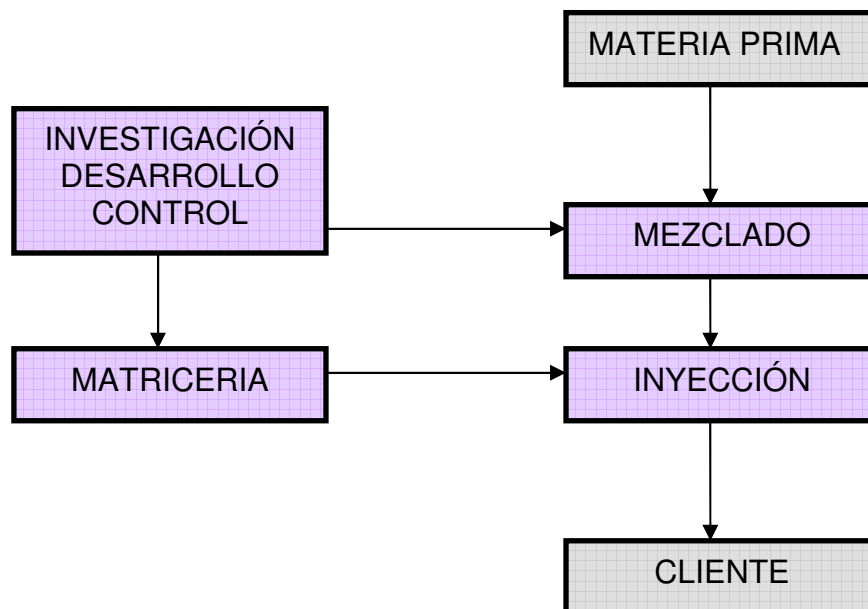 MATERIA PRIMA
INVESTIGACIÓN
DESARROLLO
CONTROL
MEZCLADO
MATRICERIA
INYECCIÓN
CLIENTE